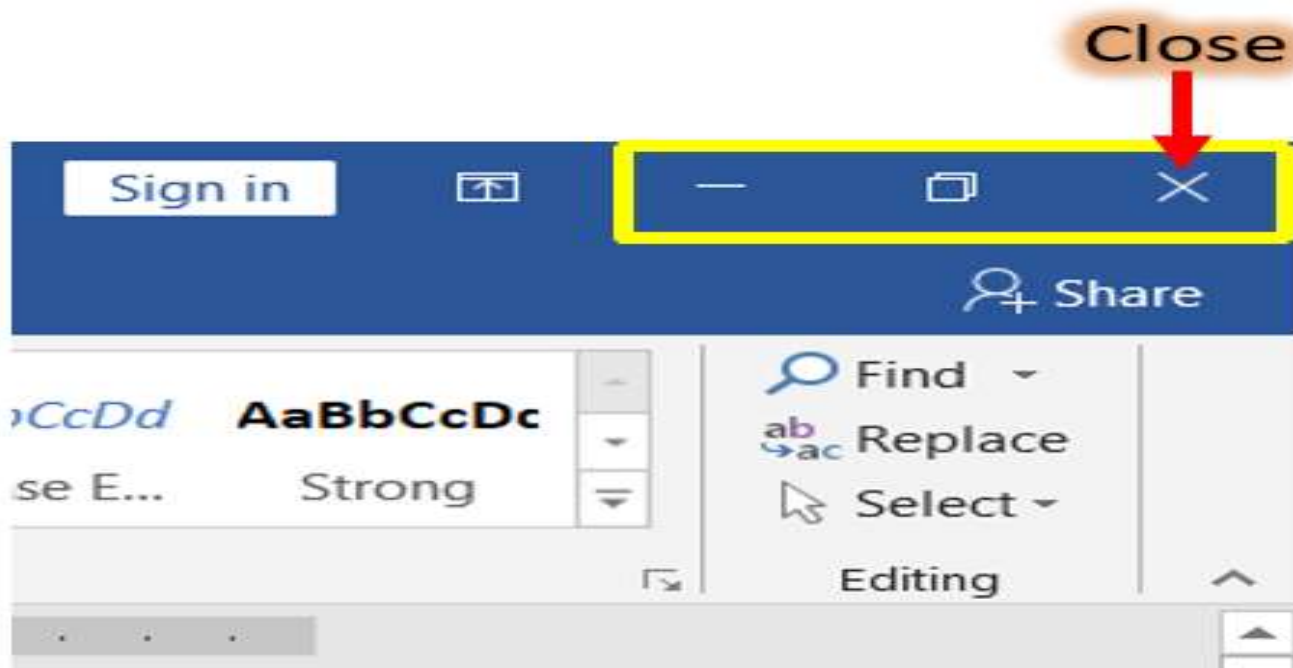 Close
Sign in
Share
CcDd AaBbCcDc
se E... Strong
Find
ab
ac Replace
Select
Editing